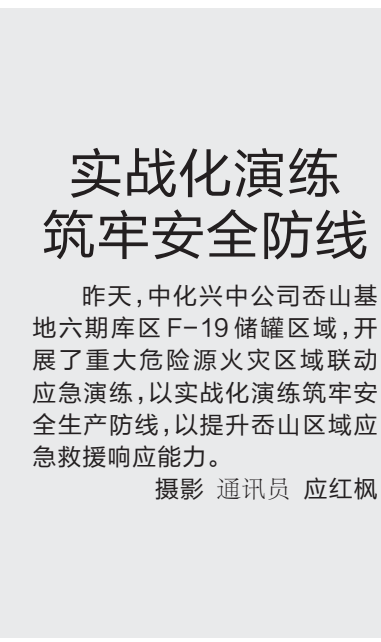 实战化演练
筑牢安全防线
昨天，中化兴中公司岙山基
地六期库区F-19储罐区域，开
展了重大危险源火灾区域联动
应急演练，以实战化演练筑牢安
全生产防线，以提升岙山区域应
急救援响应能力。
摄影 通讯员 应红枫